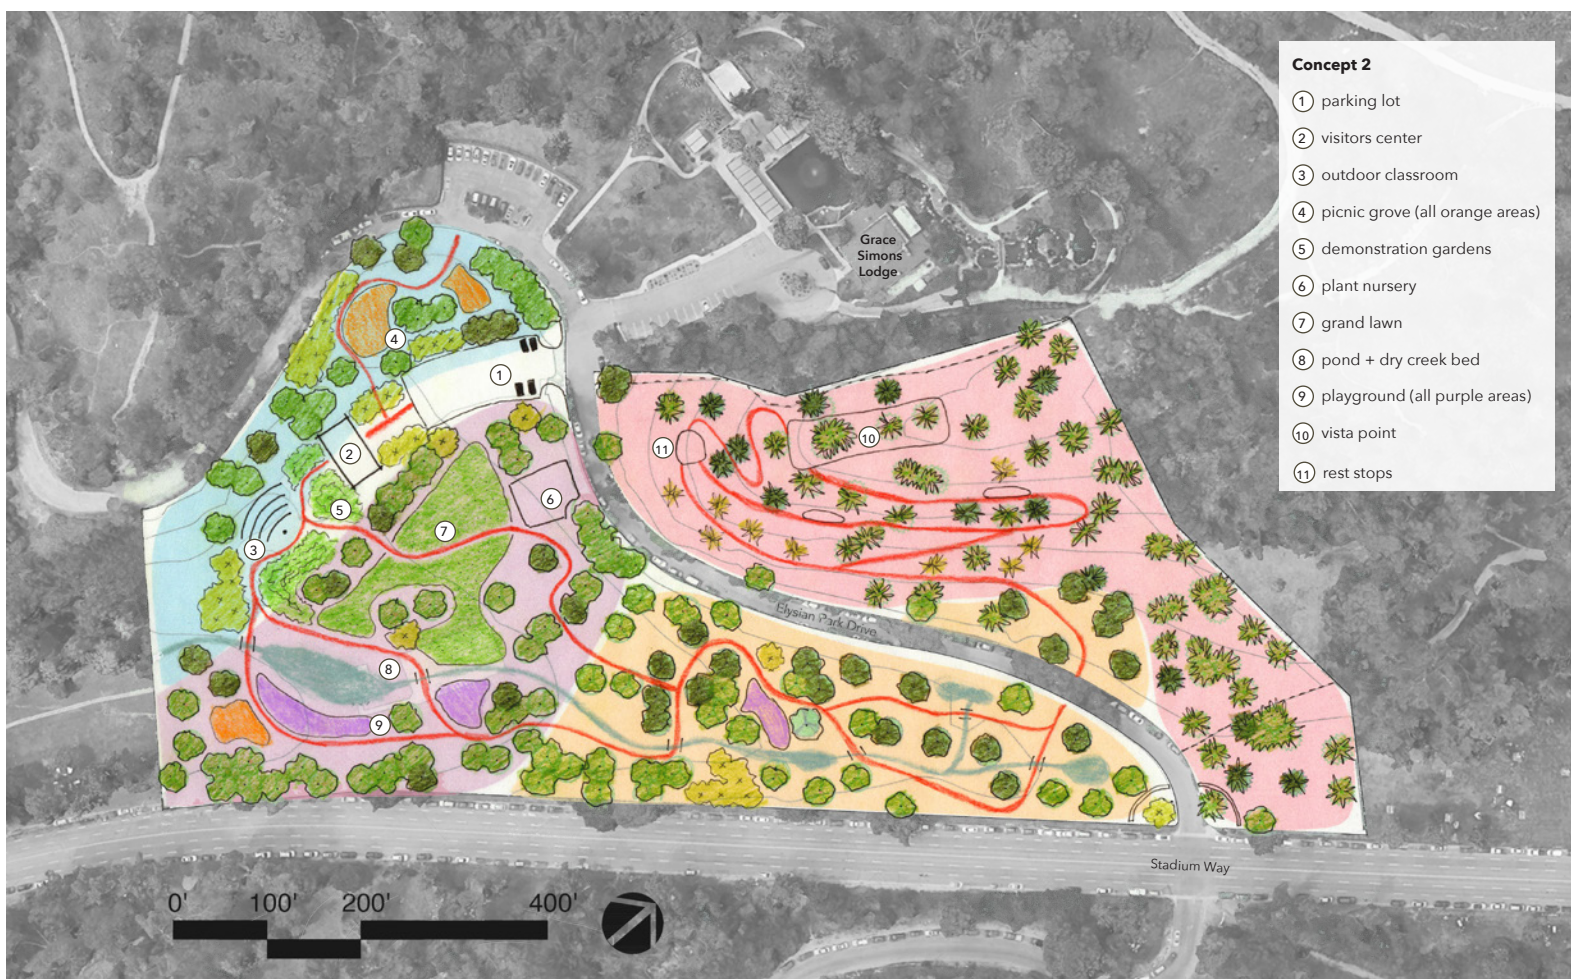 Concept 2
1 parking lot
2 visitors center
3 outdoor classroom
4 picnic grove (all orange areas)
5 demonstration gardens
6 plant nursery
7 grand lawn
8 pond + dry creek bed
9 playground (all purple areas)
10 vista point
11 rest stops
Grace
Simons
Lodge
4
1
11
10
2
6
5
7
3
Elysian Park Drive
8
9
Stadium Way
0' 100' 200' 400'